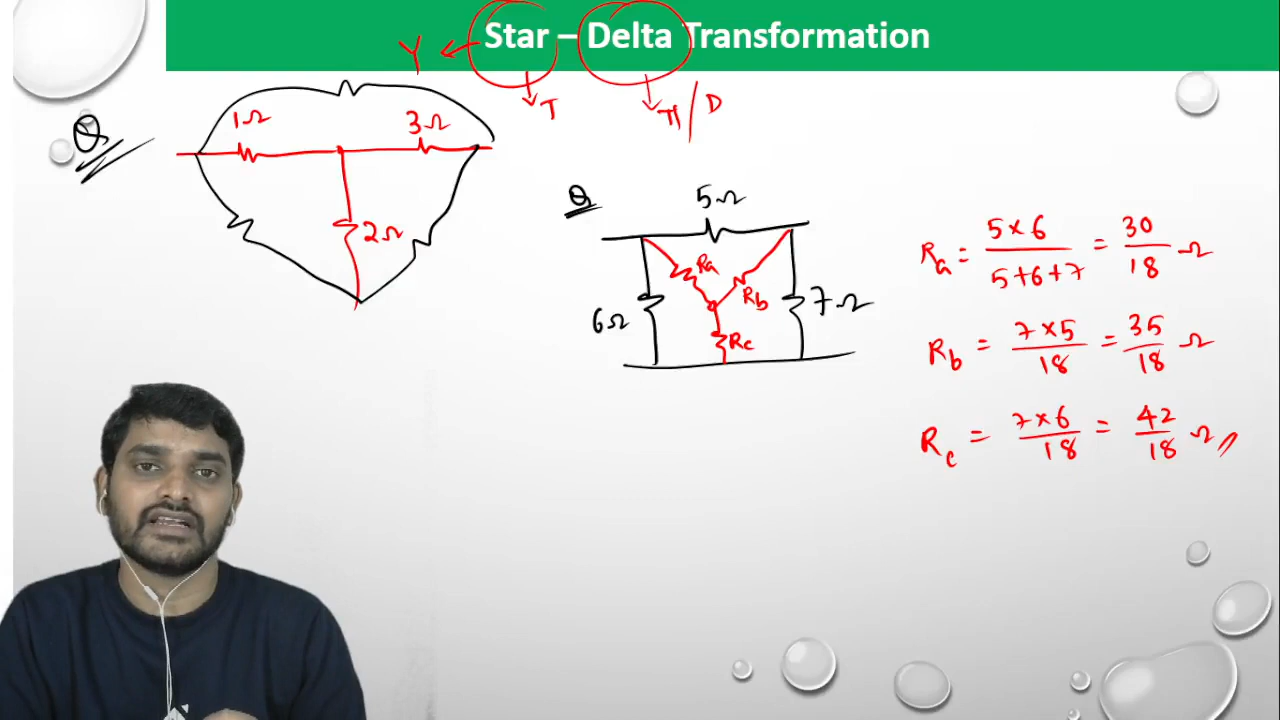 Star – Delta Transformation
Y
T
π/D
Q
1Ω
3Ω
2Ω
Q
5Ω
6Ω
7Ω
Ra
Rb
Rc
Ra = 5×6 / 5+6+7 = 30/18 Ω
Rb = 7×5 / 18 = 35/18 Ω
Rc = 7×6 / 18 = 42/18 Ω